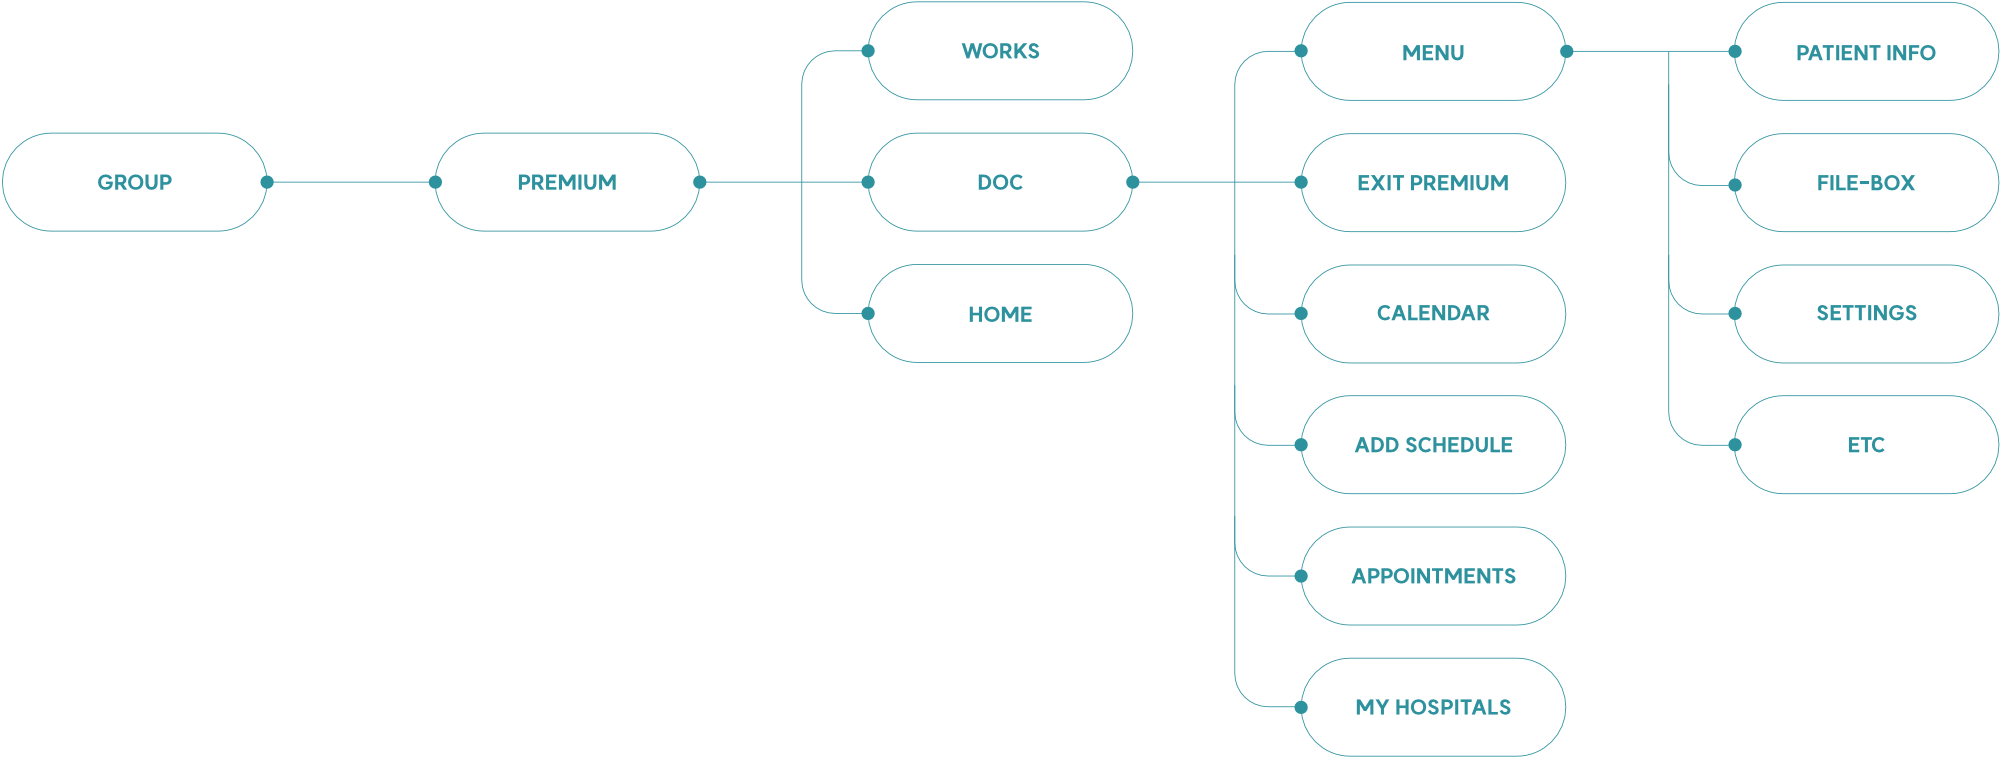 GROUP
PREMIUM
WORKS
DOC
HOME
MENU
EXIT PREMIUM
CALENDAR
ADD SCHEDULE
APPOINTMENTS
MY HOSPITALS
PATIENT INFO
FILE-BOX
SETTINGS
ETC